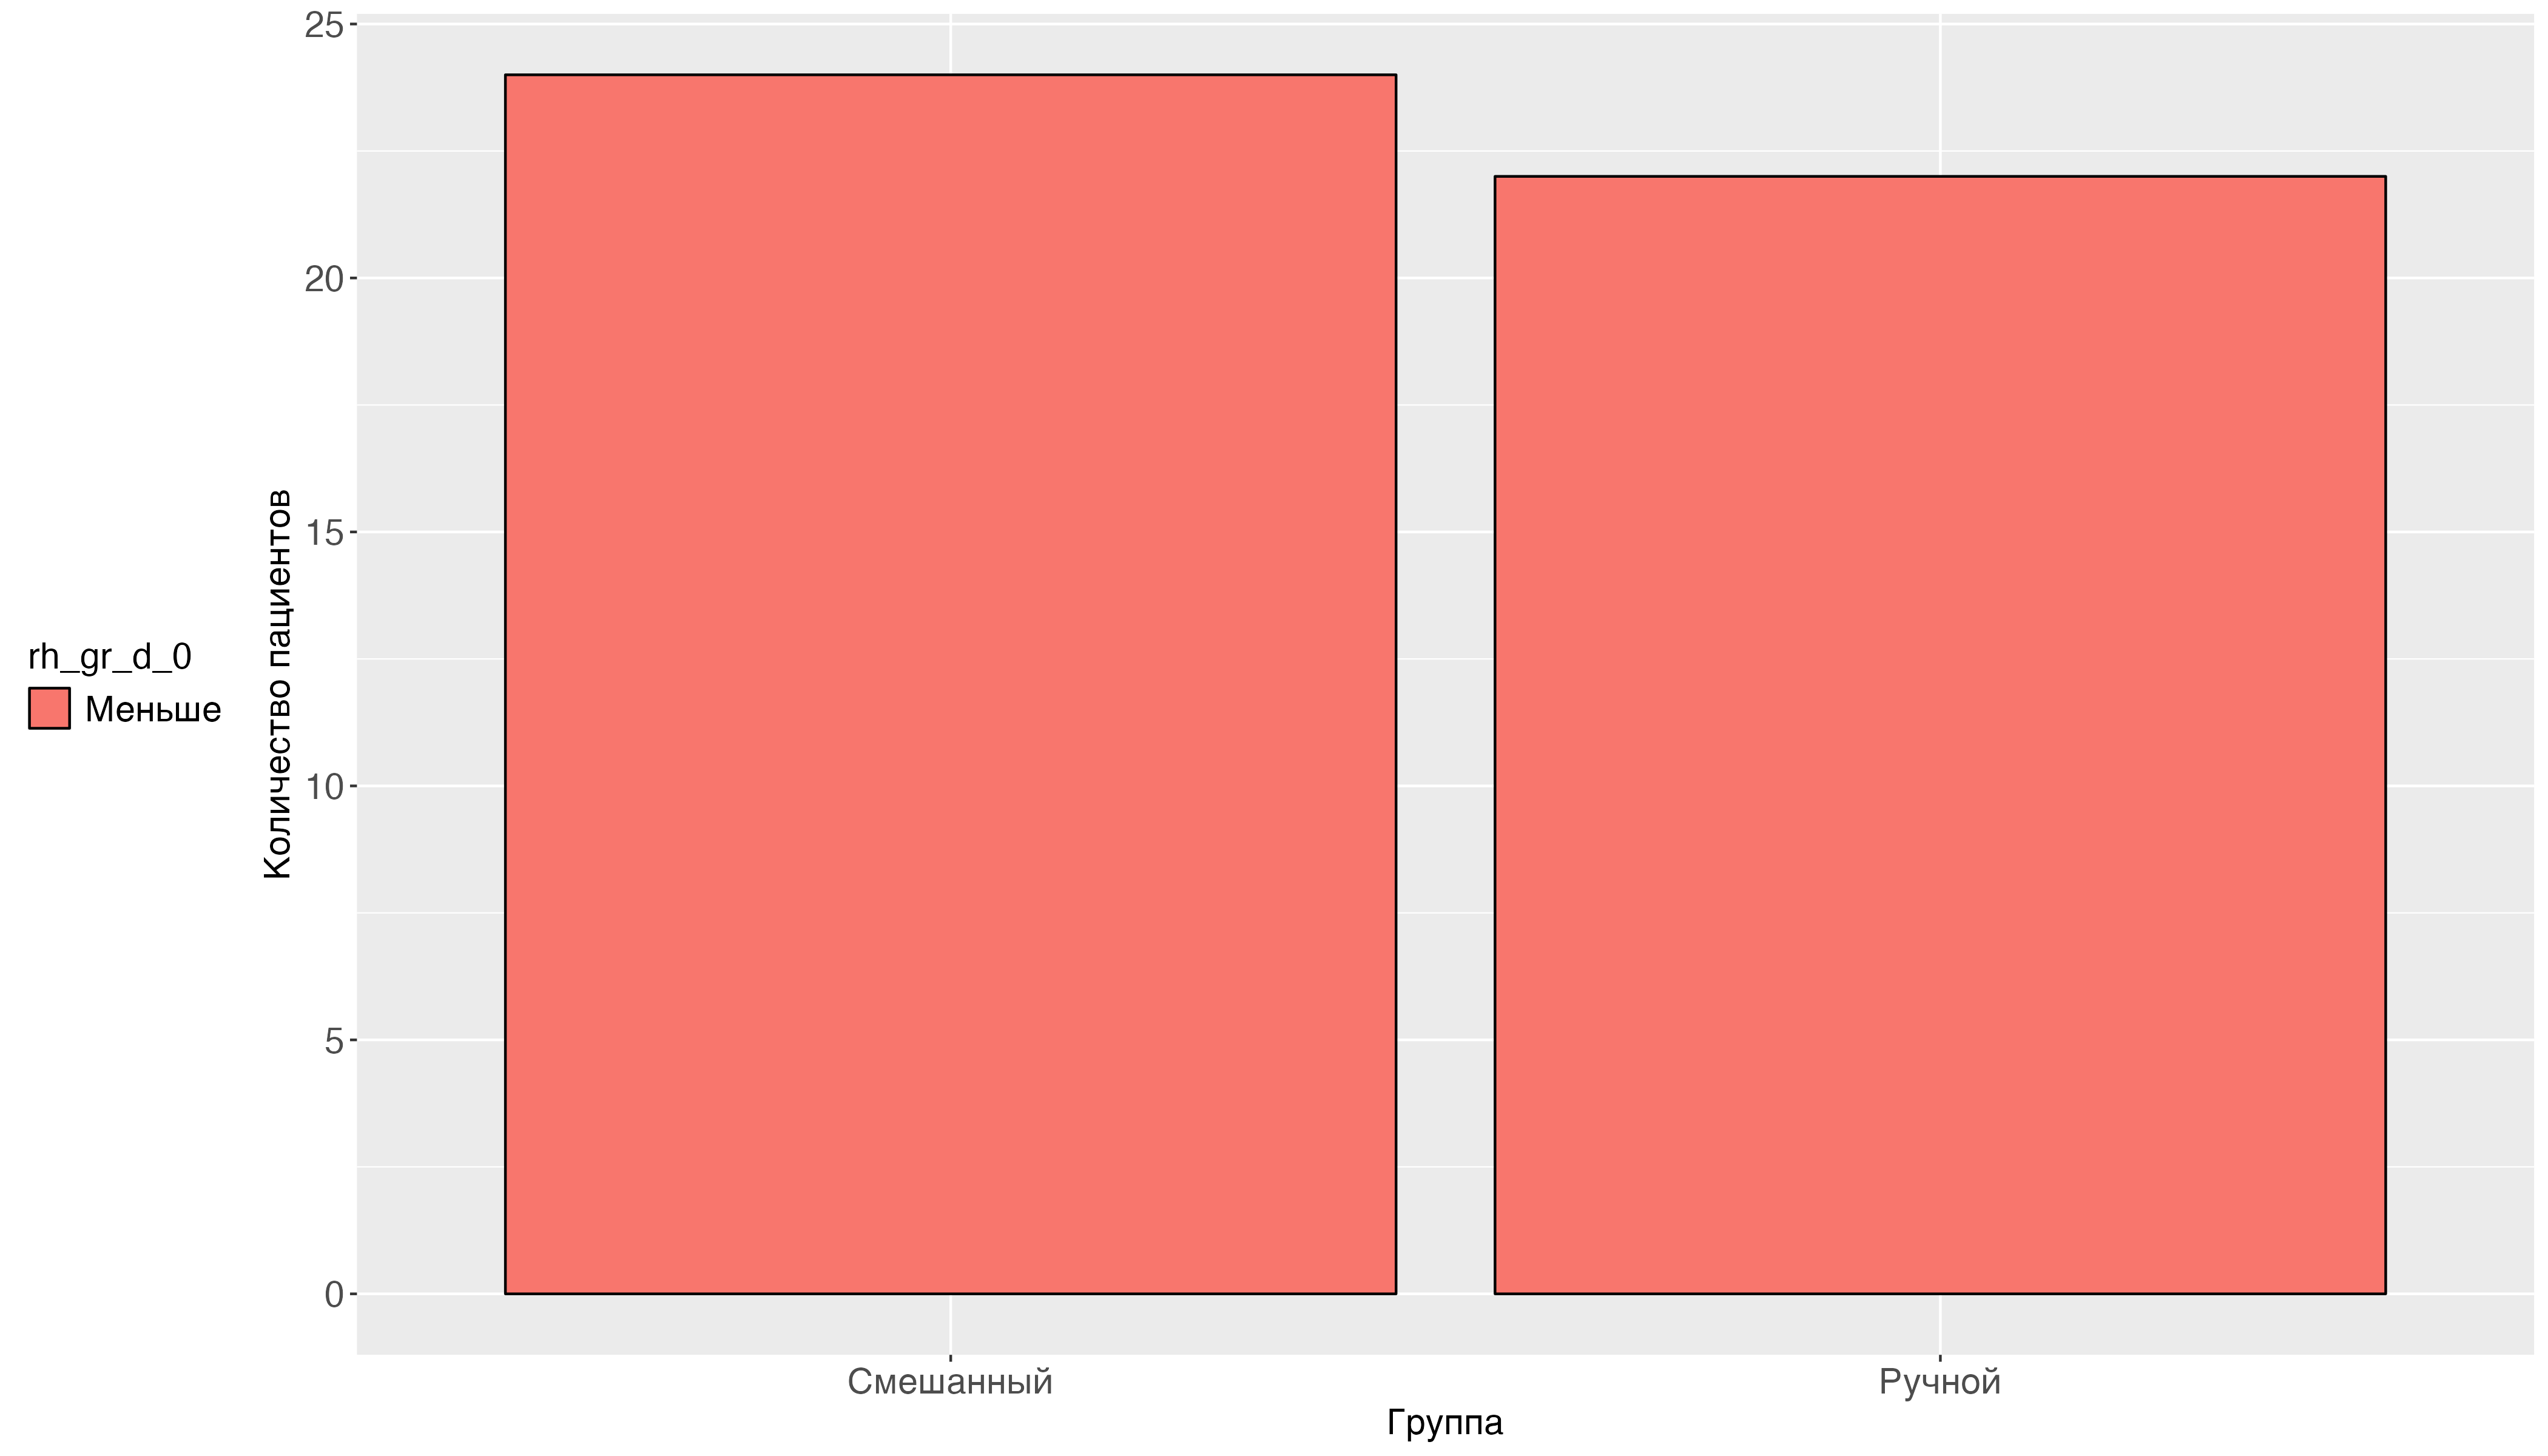 rh_gr_d_0
Меньше
Количество пациентов
25
20
15
10
5
0
Смешанный
Ручной
Группа